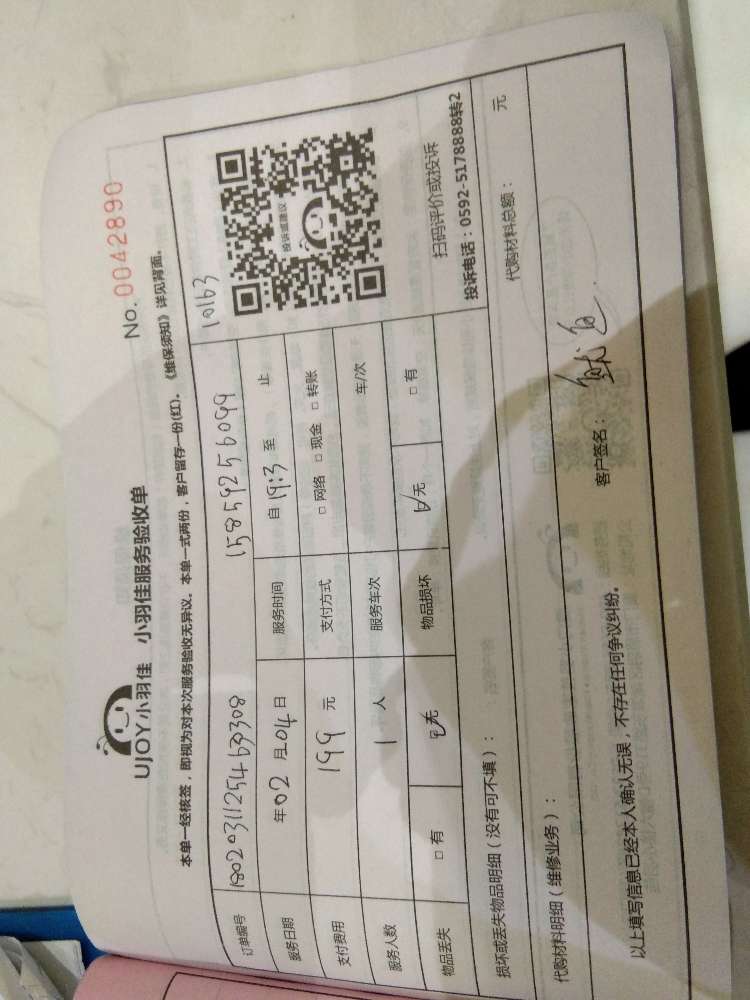 No. 0042890
UJOY小羽佳 小羽佳服务验收单
本单一经核签，即视为对本次服务验收无异议。本单一式两份，客户留存一份(红)。《维保须知》详见背面。
订单编号 180203112546 15859256099 10163
服务日期 年02月04日 服务时间 自19:3至 止
支付费用 199元 支付方式 □网络 □现金 □转账
服务人数 1人 服务车次 车/次
物品丢失 □有 无 物品损坏 无 □有
投诉或建议
扫码评价或投诉
投诉电话：0592-5178888转2
损坏或丢失物品明细（没有可不填）：
代购材料明细（维修业务）： 代购材料总额： 元
以上填写信息已经本人确认无误，不存在任何争议纠纷。 客户签名：